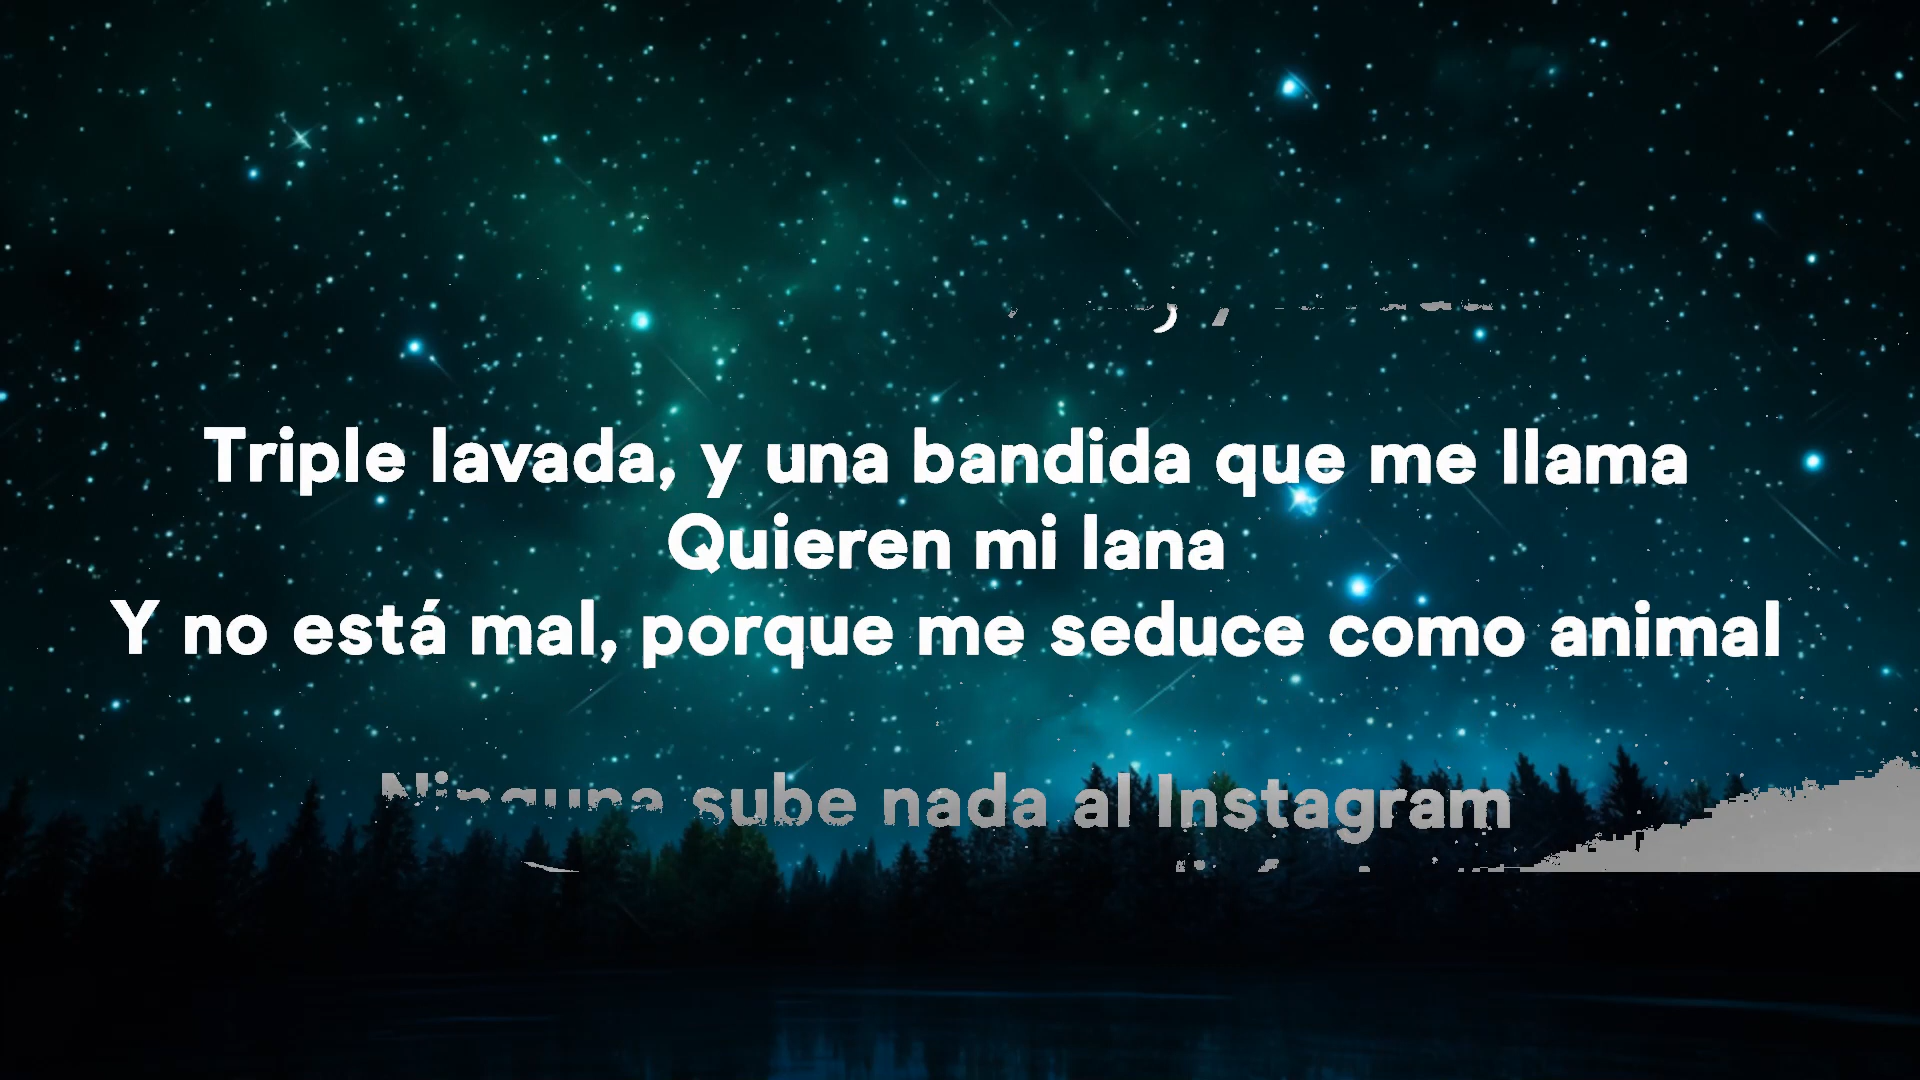 Triple lavada, y una bandida que me llama
Quieren mi lana
Y no está mal, porque me seduce como animal
Ninguna sube nada al Instagram